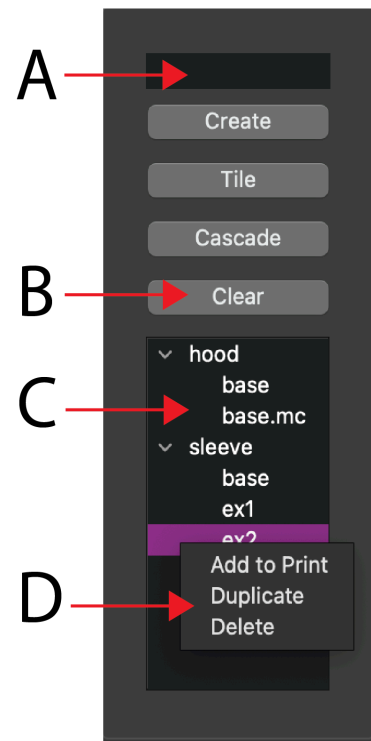 A
Create
Tile
Cascade
B
Clear
hood
base
C
base.mc
sleeve
base
ex1
ex2
Add to Print
D
Duplicate
Delete